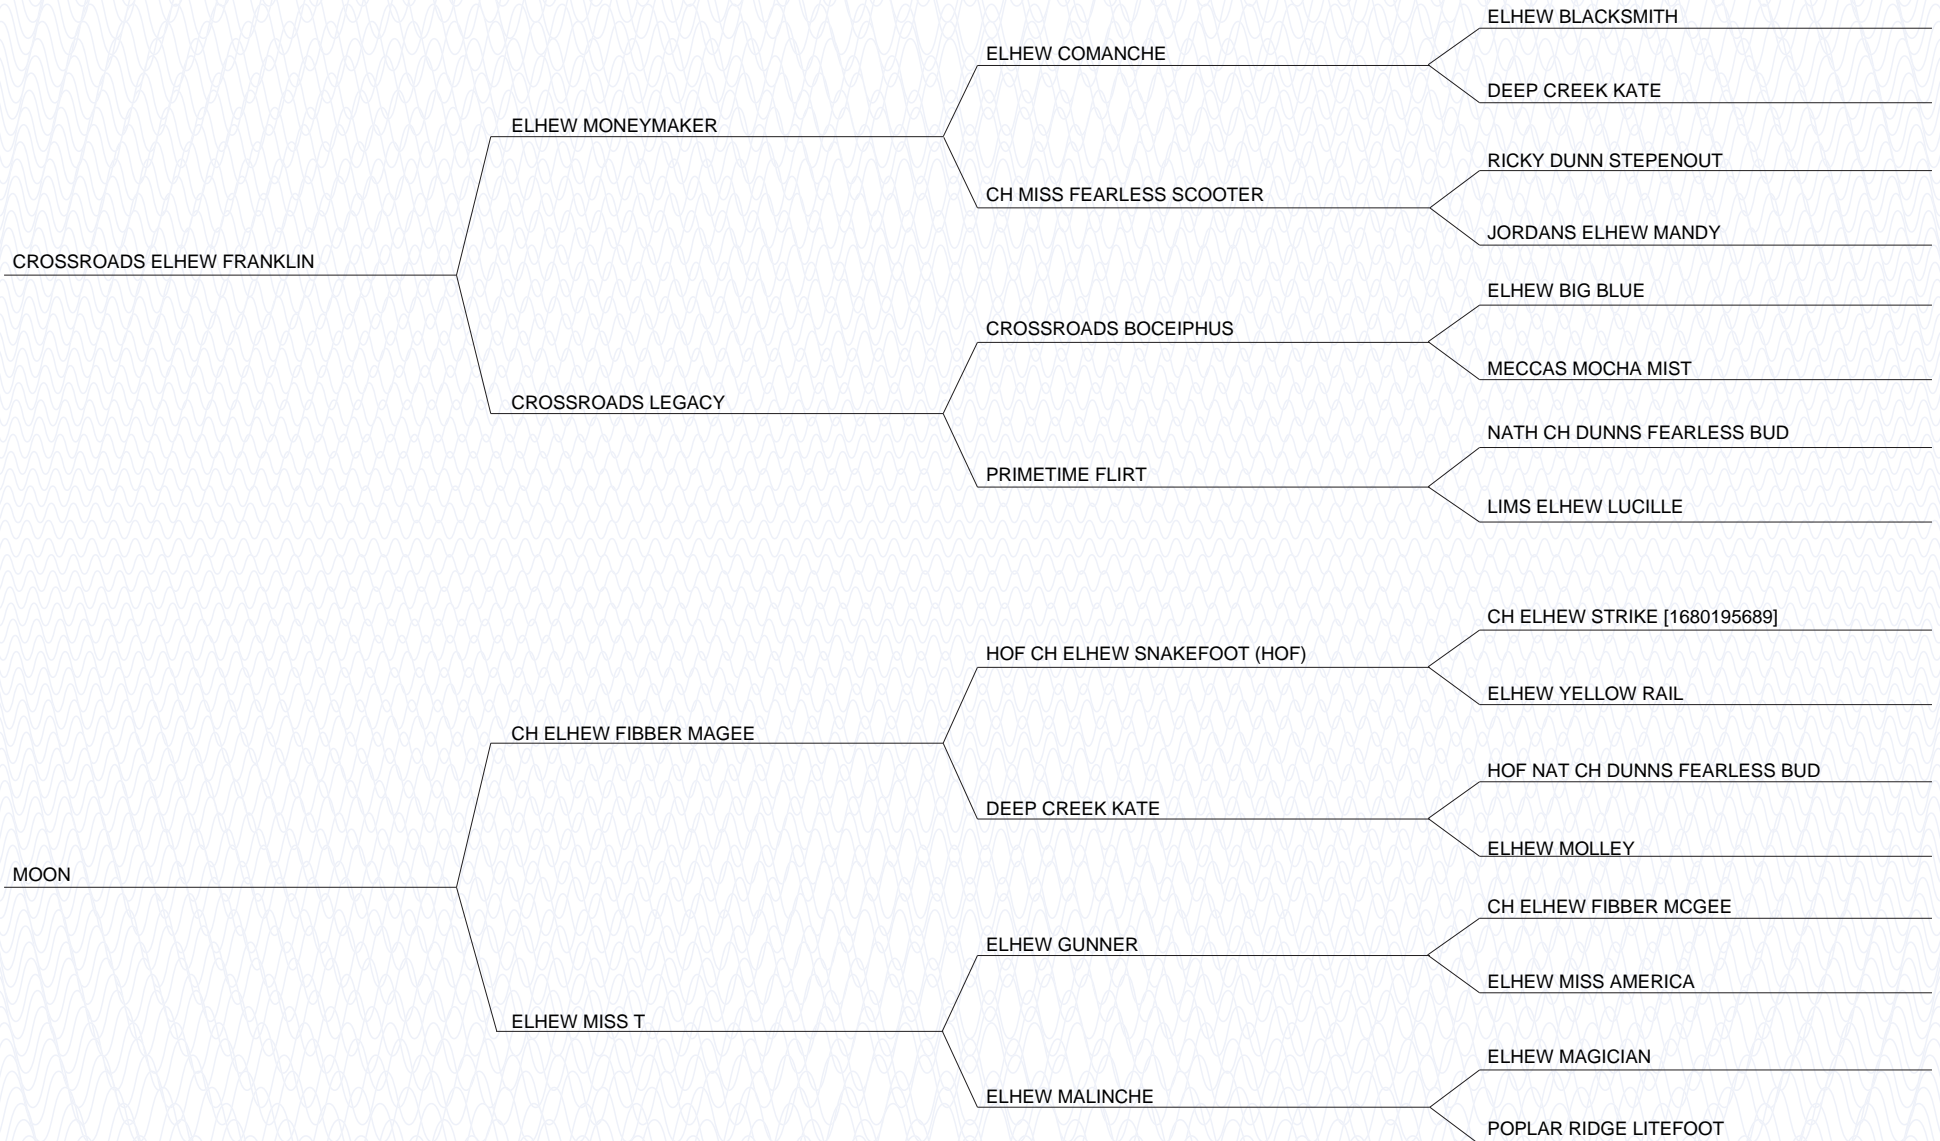 ELHEW BLACKSMITH
ELHEW COMANCHE
DEEP CREEK KATE
ELHEW MONEYMAKER
RICKY DUNN STEPENOUT
CH MISS FEARLESS SCOOTER
JORDANS ELHEW MANDY
CROSSROADS ELHEW FRANKLIN
ELHEW BIG BLUE
CROSSROADS BOCEIPHUS
MECCAS MOCHA MIST
CROSSROADS LEGACY
NATH CH DUNNS FEARLESS BUD
PRIMETIME FLIRT
LIMS ELHEW LUCILLE
CH ELHEW STRIKE [1680195689]
HOF CH ELHEW SNAKEFOOT (HOF)
ELHEW YELLOW RAIL
CH ELHEW FIBBER MAGEE
HOF NAT CH DUNNS FEARLESS BUD
DEEP CREEK KATE
ELHEW MOLLEY
MOON
CH ELHEW FIBBER MCGEE
ELHEW GUNNER
ELHEW MISS AMERICA
ELHEW MISS T
ELHEW MAGICIAN
ELHEW MALINCHE
POPLAR RIDGE LITEFOOT